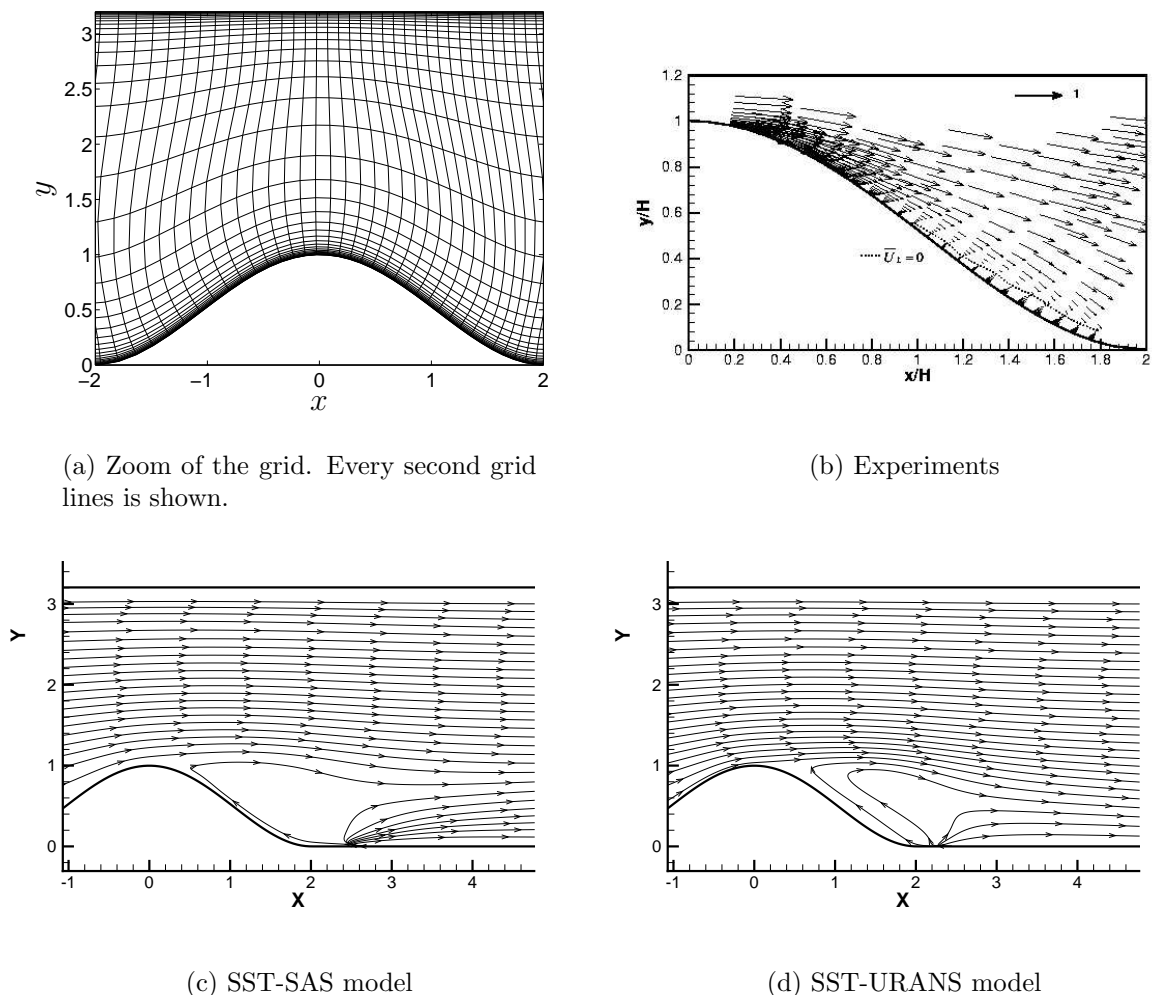 3
2.5
2
1.5
1
0.5
0
y
−2
−1
0
1
2
x
1.2
1
0.8
0.6
0.4
0.2
0
y/H
1
U_L=0
0 0.2 0.4 0.6 0.8 1 1.2 1.4 1.6 1.8 2
x/H
(a) Zoom of the grid. Every second grid
lines is shown.
(b) Experiments
3
2
1
0
Y
-1 0 1 2 3 4
X
3
2
1
0
Y
-1 0 1 2 3 4
X
(c) SST-SAS model
(d) SST-URANS model